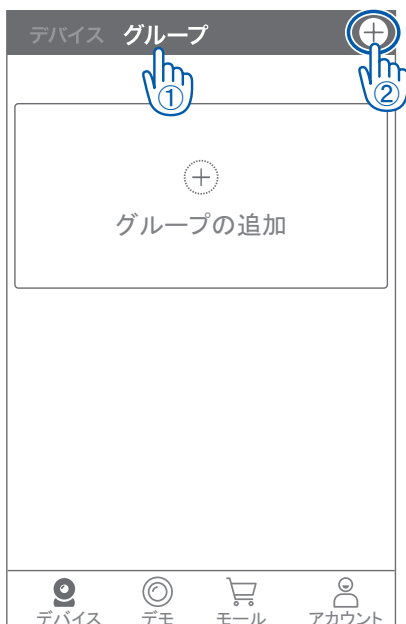 デバイス グループ
①
②
グループの追加
デバイス デモ モール アカウント